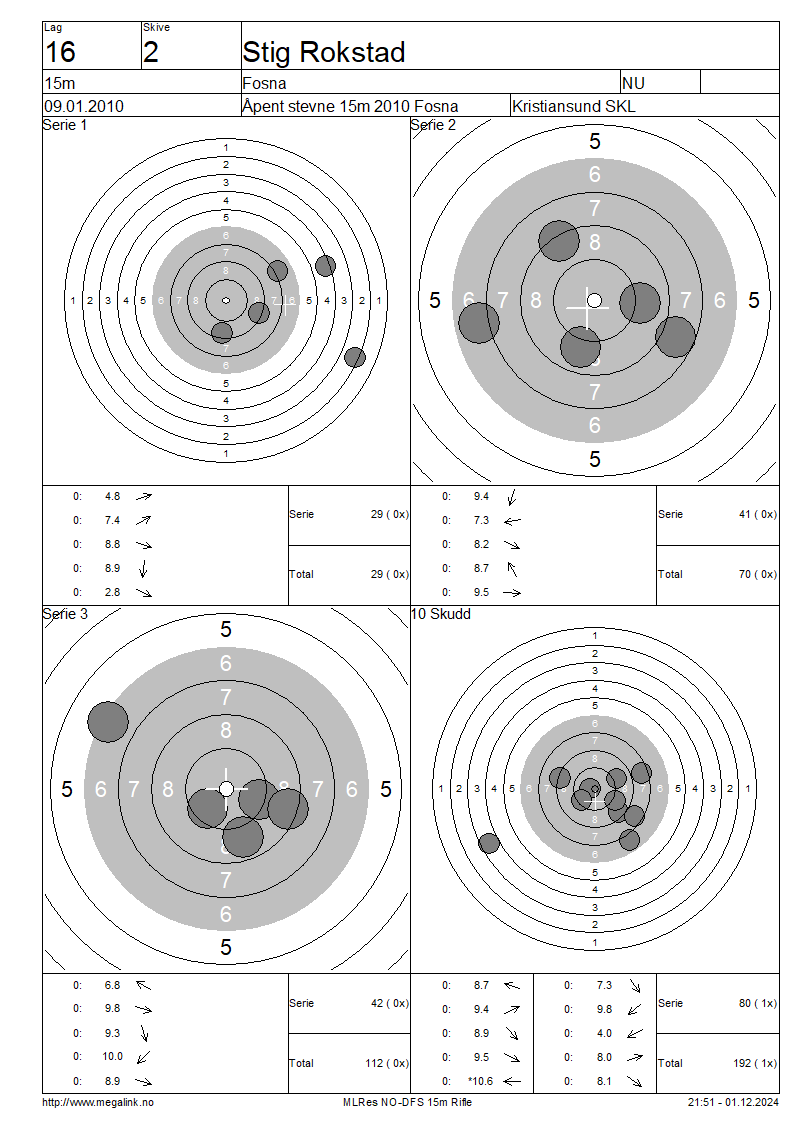 Lag
Skive
16
2
Stig Rokstad
15m
Fosna
NU
09.01.2010
Åpent stevne 15m 2010 Fosna
Kristiansund SKL
Serie 1
1
2
3
4
5
6
7
8
1 2 3 4 5 6 7 8 8 7 6 5 4 3 2 1
7
6
5
4
3
2
1
0: 4.8
0: 7.4
0: 8.8
0: 8.9
0: 2.8
Serie 29 ( 0x)
Total 29 ( 0x)
Serie 2
5
6
7
8
5 6 7 8 7 6 5
8
7
6
5
0: 9.4
0: 7.3
0: 8.2
0: 8.7
0: 9.5
Serie 41 ( 0x)
Total 70 ( 0x)
Serie 3
5
6
7
8
5 6 7 8 8 7 6 5
8
7
6
5
0: 6.8
0: 9.8
0: 9.3
0: 10.0
0: 8.9
Serie 42 ( 0x)
Total 112 ( 0x)
10 Skudd
1
2
3
4
5
6
7
8
1 2 3 4 5 6 7 8 7 6 5 4 3 2 1
8
7
6
5
4
3
2
1
0: 8.7
0: 9.4
0: 8.9
0: 9.5
0: *10.6
0: 7.3
0: 9.8
0: 4.0
0: 8.0
0: 8.1
Serie 80 ( 1x)
Total 192 ( 1x)
http://www.megalink.no
MLRes NO-DFS 15m Rifle
21:51 - 01.12.2024